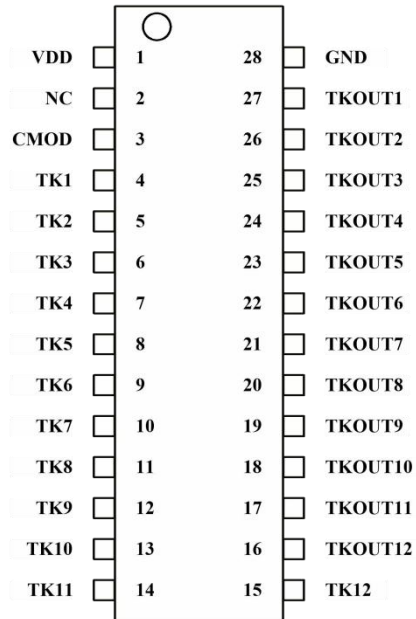 VDD 1 28 GND
NC 2 27 TKOUT1
CMOD 3 26 TKOUT2
TK1 4 25 TKOUT3
TK2 5 24 TKOUT4
TK3 6 23 TKOUT5
TK4 7 22 TKOUT6
TK5 8 21 TKOUT7
TK6 9 20 TKOUT8
TK7 10 19 TKOUT9
TK8 11 18 TKOUT10
TK9 12 17 TKOUT11
TK10 13 16 TKOUT12
TK11 14 15 TK12